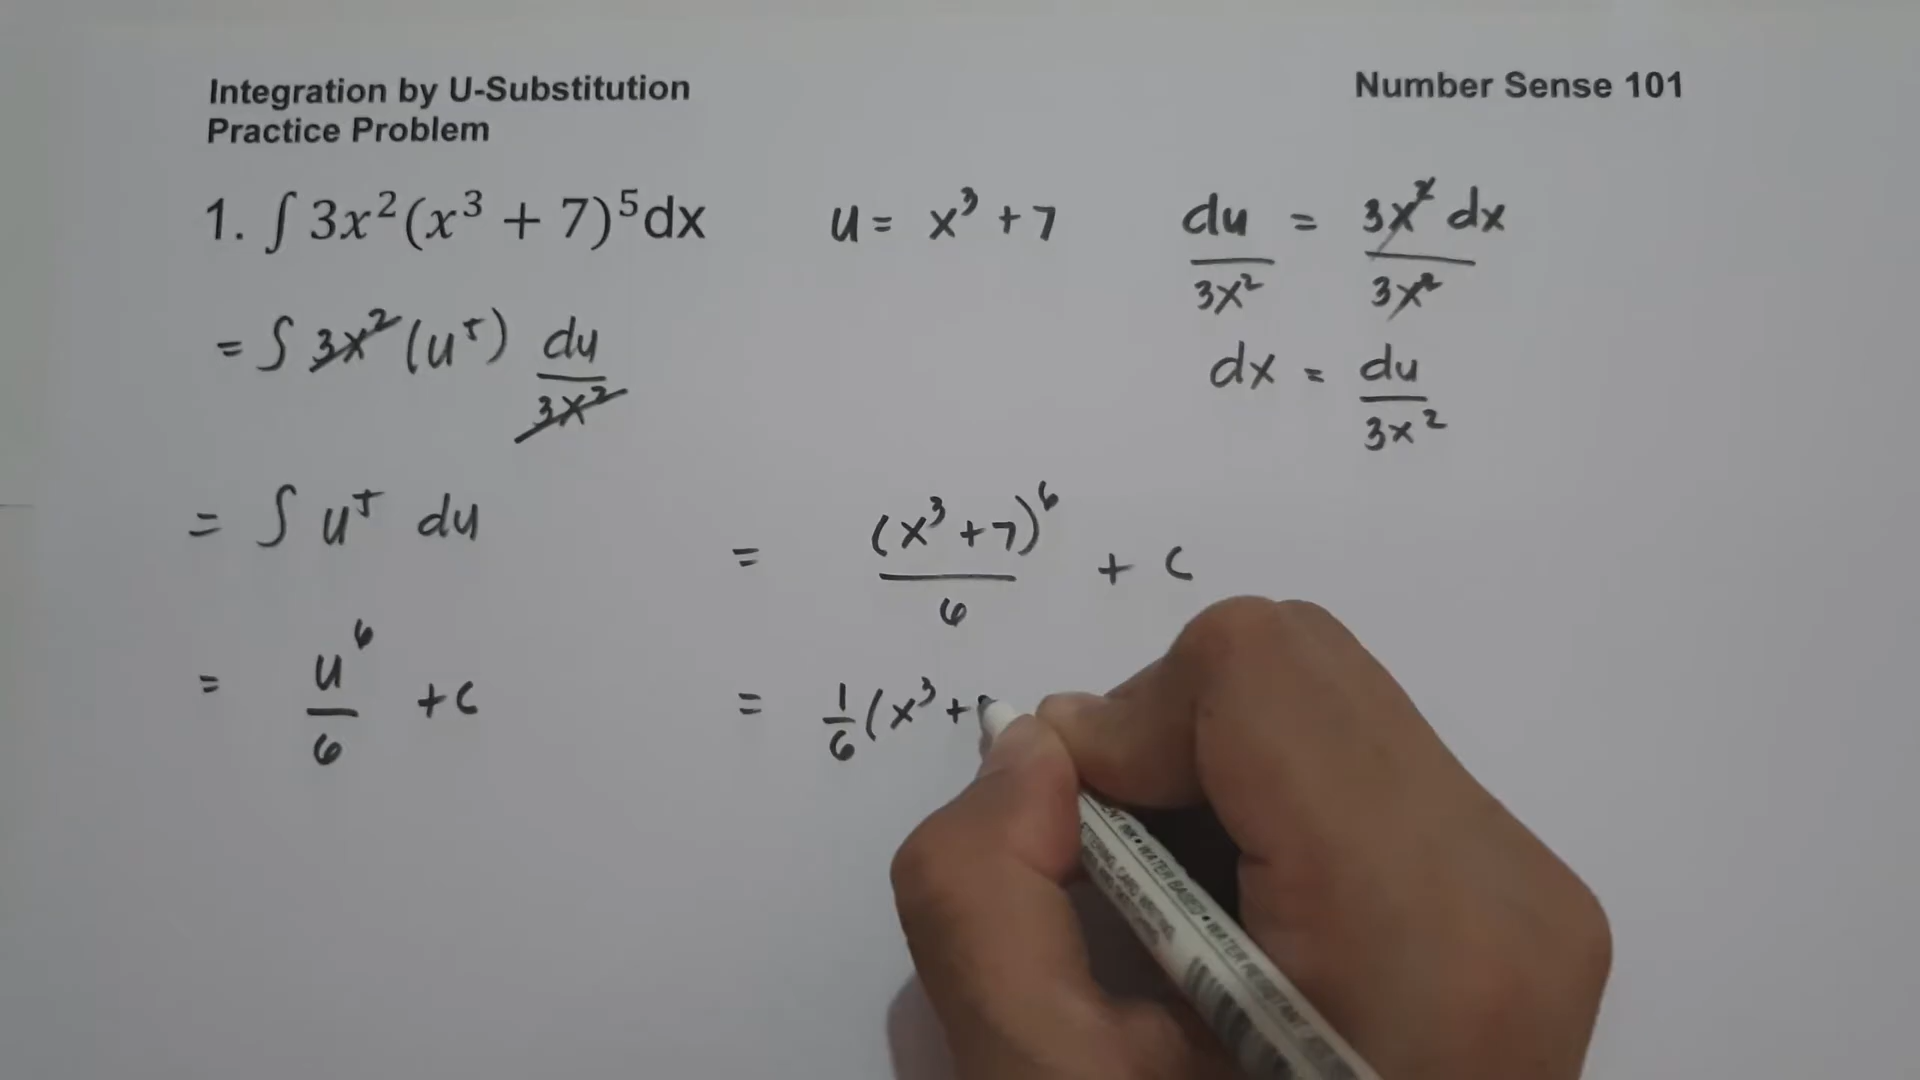 Integration by U-Substitution
Number Sense 101
Practice Problem
1. ∫ 3x²(x³ + 7)⁵dx
u = x³ + 7
du/3x² = 3x² dx/3x²
= ∫ 3x² (u⁵) du/3x²
dx = du/3x²
= ∫ u⁵ du
= u⁶/6 + c
= (x³ + 7)⁶/6 + c
= 1/6 (x³ +